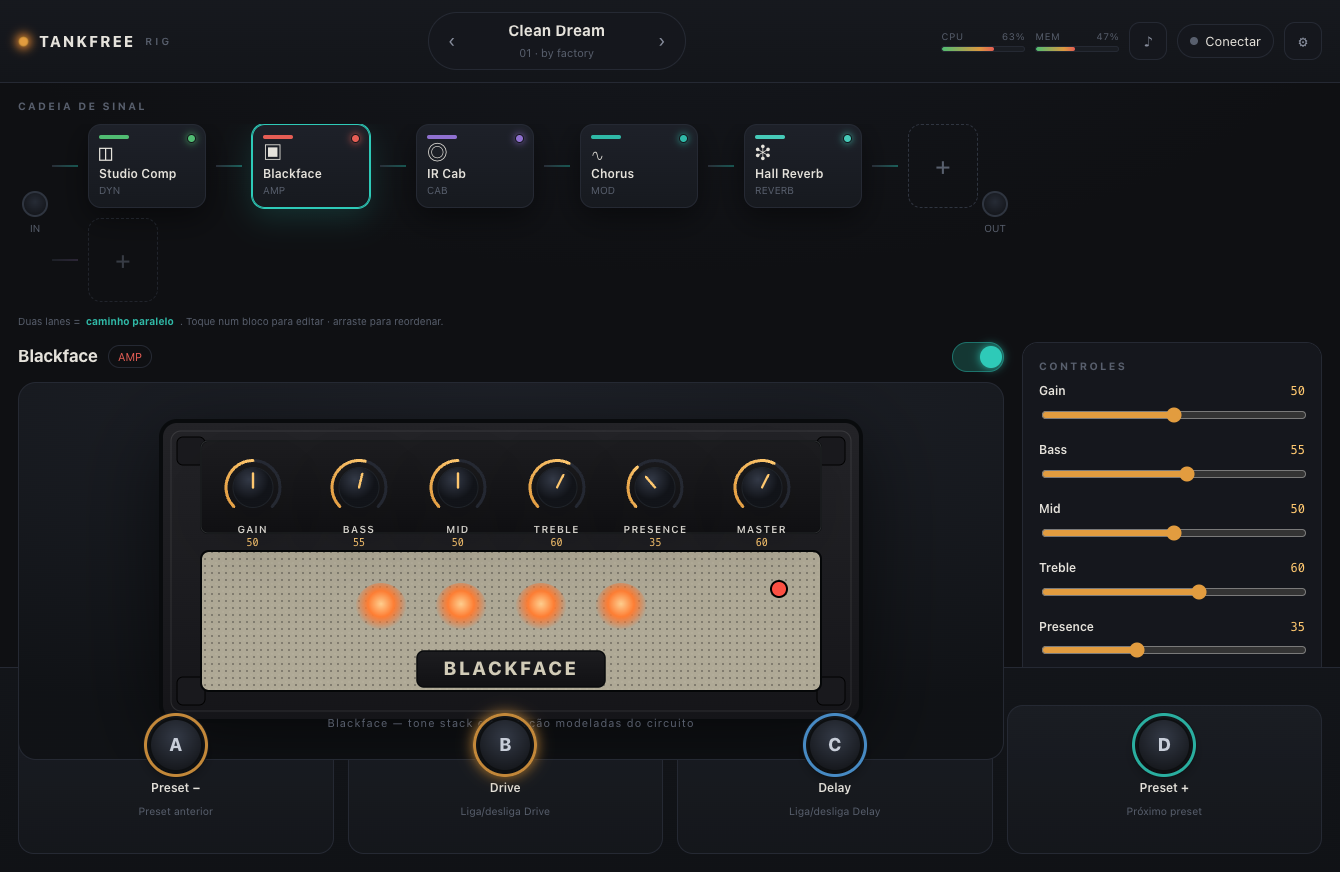 TANKFREE RIG
‹ Clean Dream ›
01 · by factory
CPU 63% MEM 47%
Conectar
CADEIA DE SINAL
Studio Comp
DYN
Blackface
AMP
IR Cab
CAB
Chorus
MOD
Hall Reverb
REVERB
+
IN
OUT
+
Duas lanes = caminho paralelo . Toque num bloco para editar · arraste para reordenar.
Blackface AMP
CONTROLES
Gain 50
Bass 55
Mid 50
Treble 60
Presence 35
GAIN BASS MID TREBLE PRESENCE MASTER
50 55 50 60 35 60
BLACKFACE
Blackface — tone stack ção modeladas do circuito
A
Preset –
Preset anterior
B
Drive
Liga/desliga Drive
C
Delay
Liga/desliga Delay
D
Preset +
Próximo preset